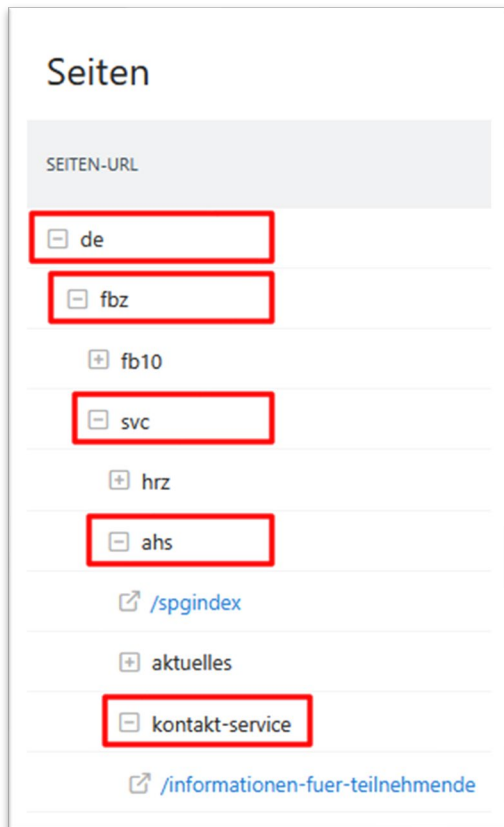 Seiten
SEITEN-URL
de
fbz
fb10
svc
hrz
ahs
/spgindex
aktuelles
kontakt-service
/informationen-fuer-teilnehmende